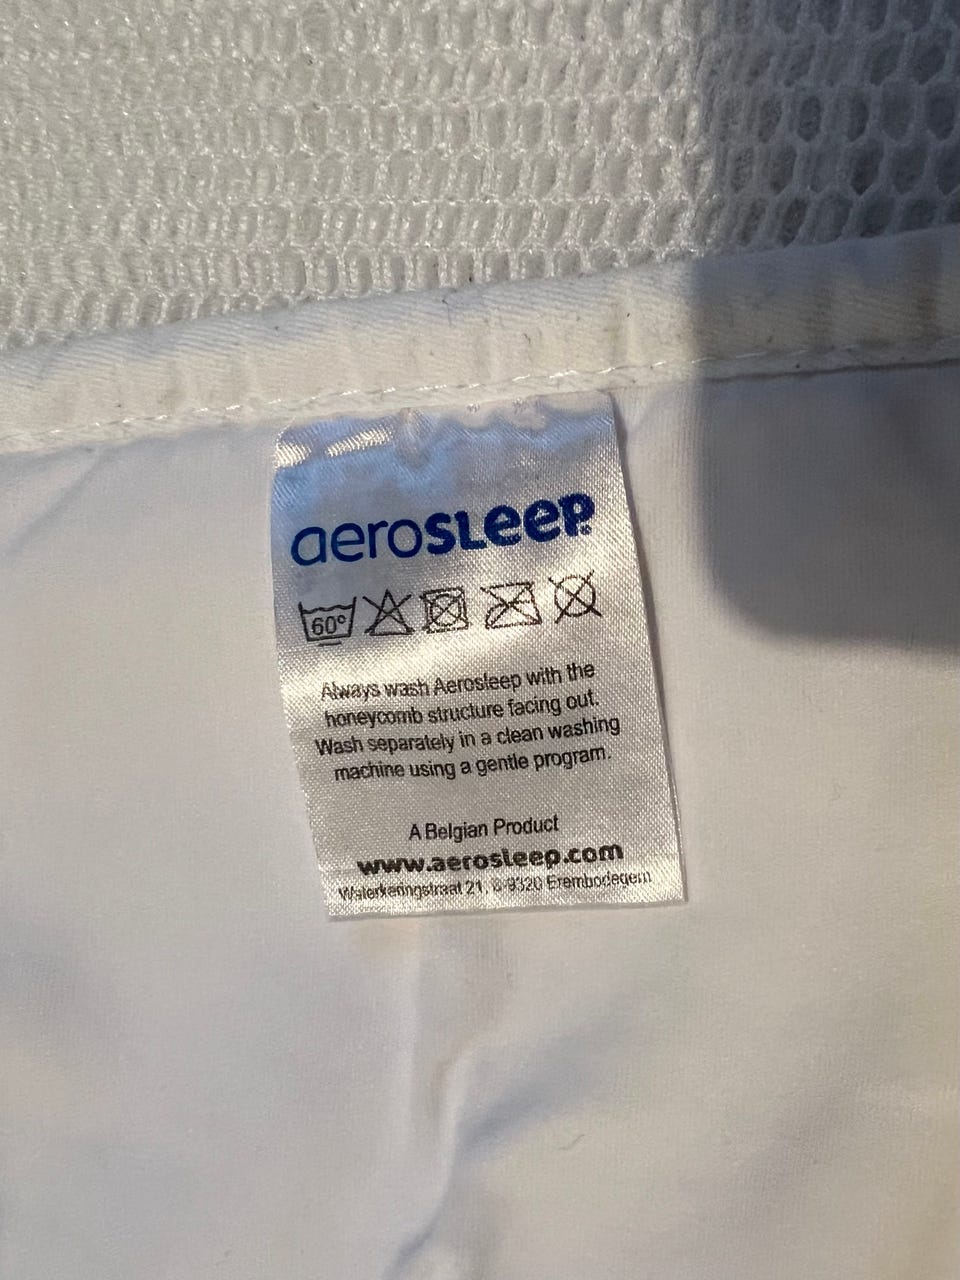 aerosleep
60°
Always wash Aerosleep with the
honeycomb structure facing out.
Wash separately in a clean washing
machine using a gentle program.
A Belgian Product
www.aerosleep.com
Waterkeringstraat 21, B-9320 Erembodegem